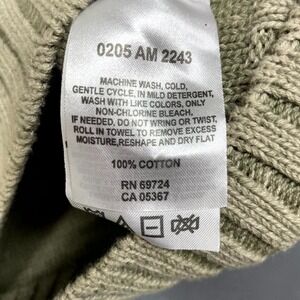 0205 AM 2243
MACHINE WASH, COLD,
GENTLE CYCLE, IN MILD DETERGENT,
WASH WITH LIKE COLORS, ONLY
NON-CHLORINE BLEACH.
IF NEEDED, DO NOT WRING OR TWIST,
ROLL IN TOWEL TO REMOVE EXCESS
MOISTURE,RESHAPE AND DRY FLAT
100% COTTON
RN 69724
CA 05367